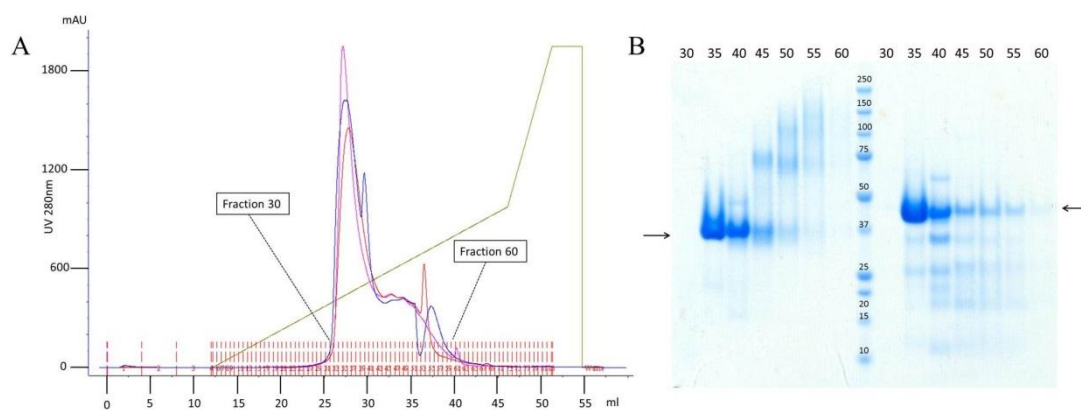 A
mAU
1800
1200
600
0
UV 280nm
Fraction 30
Fraction 60
0 5 10 15 20 25 30 35 40 45 50 55 ml
B
30 35 40 45 50 55 60 30 35 40 45 50 55 60
250
150
100
75
50
37
25
20
15
10